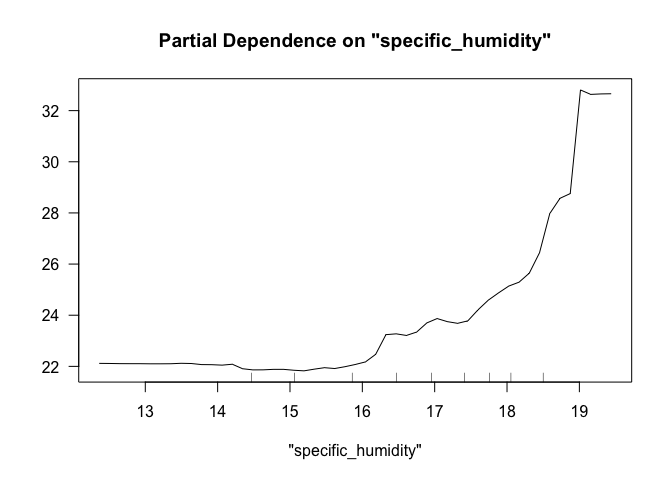 Partial Dependence on "specific_humidity"
32
30
28
26
24
22
13 14 15 16 17 18 19
"specific_humidity"